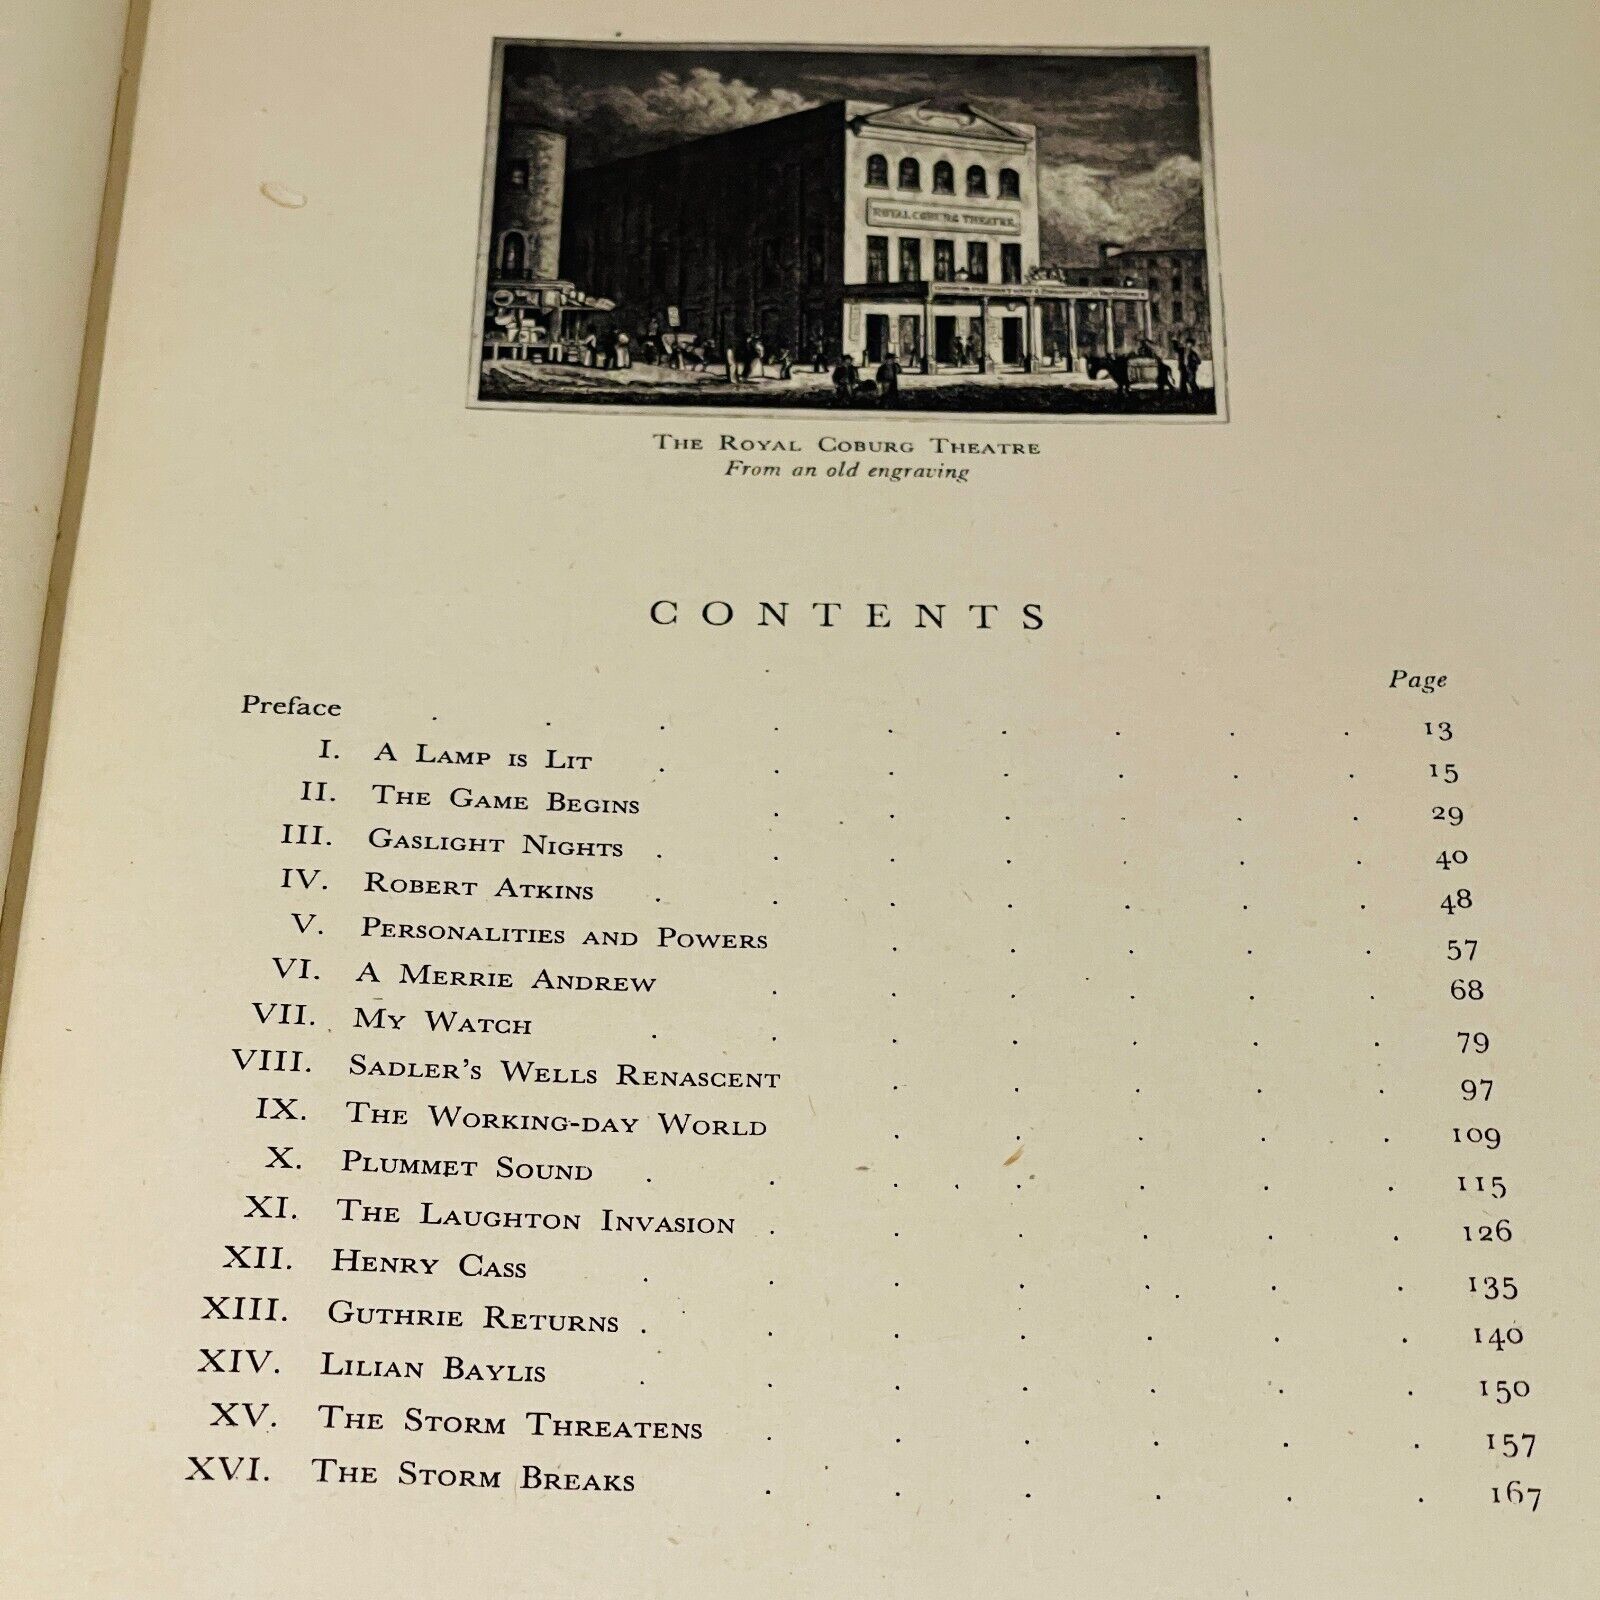 ROYAL COBURG THEATRE
THE ROYAL COBURG THEATRE
From an old engraving
CONTENTS
Page
Preface . . . . . . . . . 13
I. A LAMP IS LIT . . . . . . . 15
II. THE GAME BEGINS . . . . . . 29
III. GASLIGHT NIGHTS . . . . . . . 40
IV. ROBERT ATKINS . . . . . . . 48
V. PERSONALITIES AND POWERS . . . . . 57
VI. A MERRIE ANDREW . . . . . . 68
VII. MY WATCH . . . . . . . 79
VIII. SADLER'S WELLS RENASCENT . . . . . 97
IX. THE WORKING-DAY WORLD . . . . . 109
X. PLUMMET SOUND . . . . . . . 115
XI. THE LAUGHTON INVASION . . . . . . 126
XII. HENRY CASS . . . . . . . 135
XIII. GUTHRIE RETURNS . . . . . . . 140
XIV. LILIAN BAYLIS . . . . . . . 150
XV. THE STORM THREATENS . . . . . . 157
XVI. THE STORM BREAKS . . . . . . 167